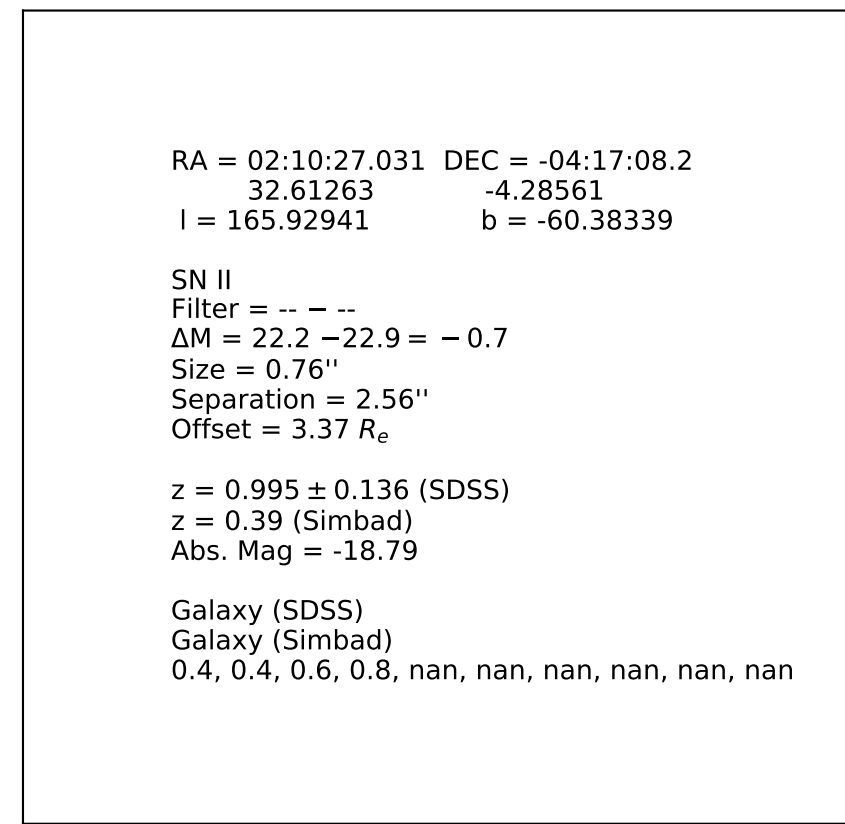 RA = 02:10:27.031  DEC = -04:17:08.2
32.61263  -4.28561
l = 165.92941  b = -60.38339
SN II
Filter = -- − --
ΔM = 22.2 −22.9 = − 0.7
Size = 0.76''
Separation = 2.56''
Offset = 3.37 Rₑ
z = 0.995 ± 0.136 (SDSS)
z = 0.39 (Simbad)
Abs. Mag = -18.79
Galaxy (SDSS)
Galaxy (Simbad)
0.4, 0.4, 0.6, 0.8, nan, nan, nan, nan, nan, nan